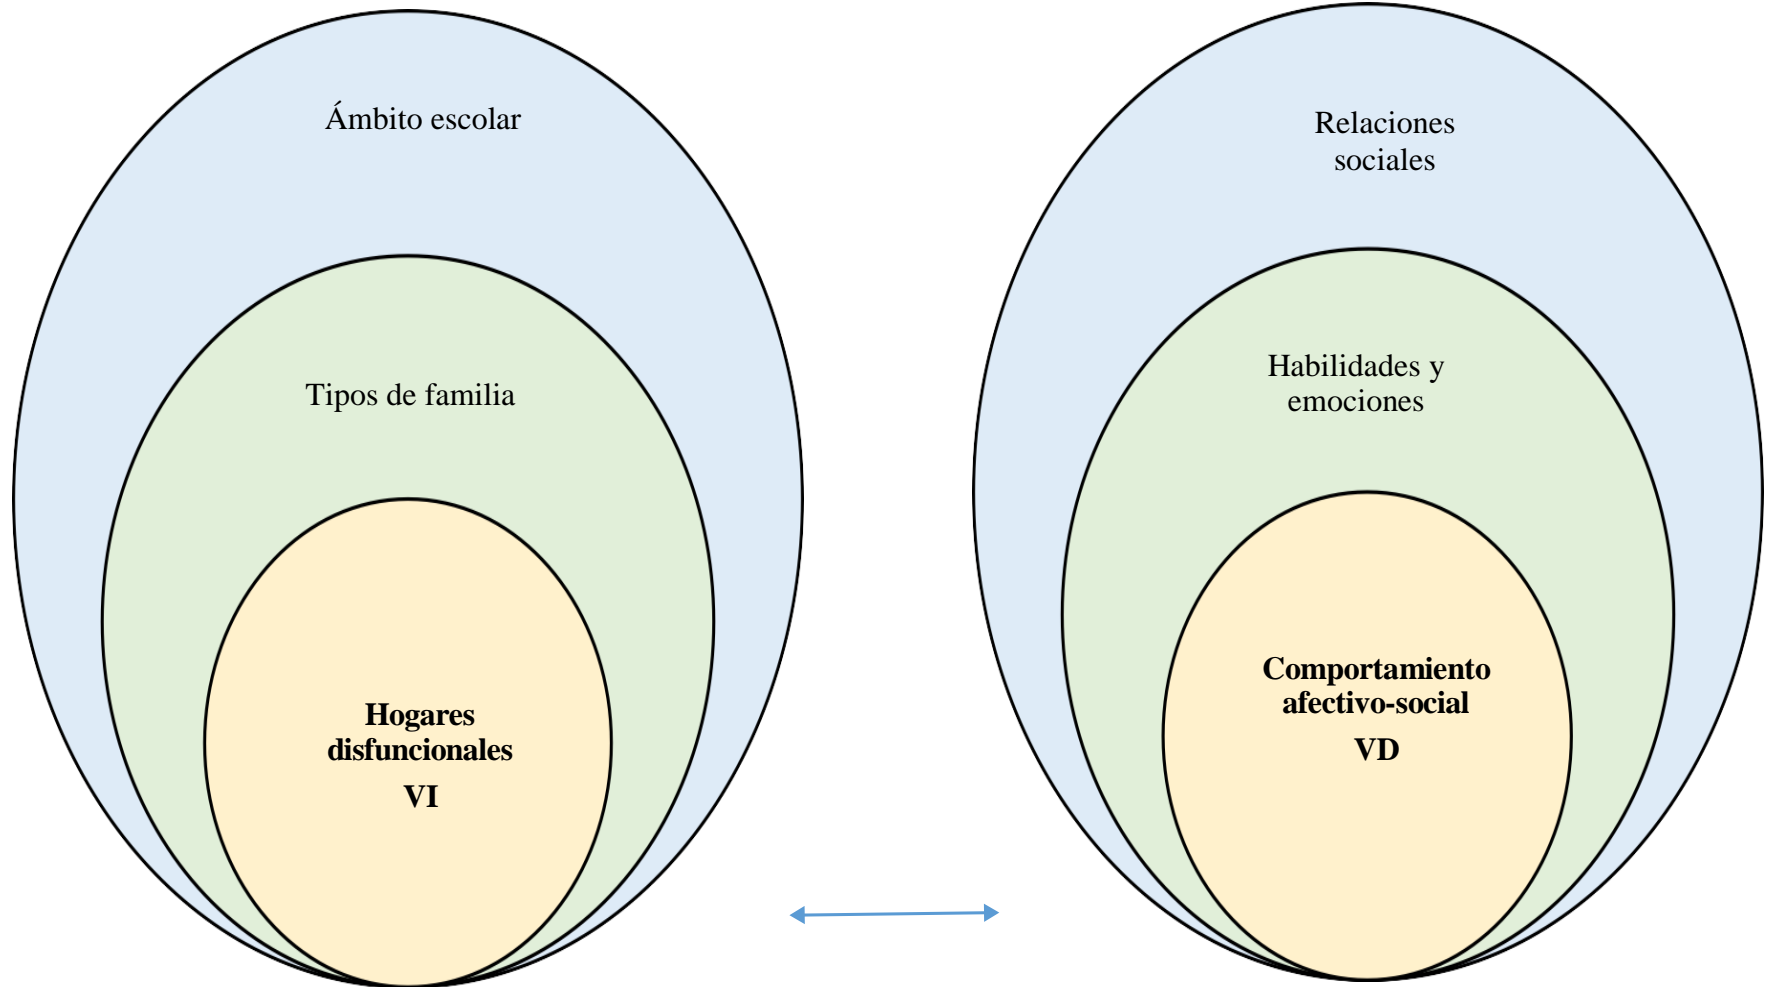 Ámbito escolar
Tipos de familia
Hogares
disfuncionales
VI
Relaciones
sociales
Habilidades y
emociones
Comportamiento
afectivo-social
VD